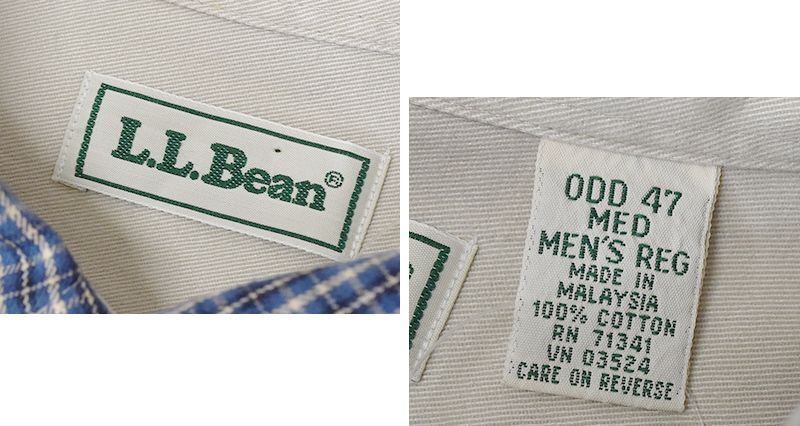 L.L.Bean®
ODD 47
MED
MEN'S REG
MADE IN
MALAYSIA
100% COTTON
RN 71341
VN 03524
CARE ON REVERSE